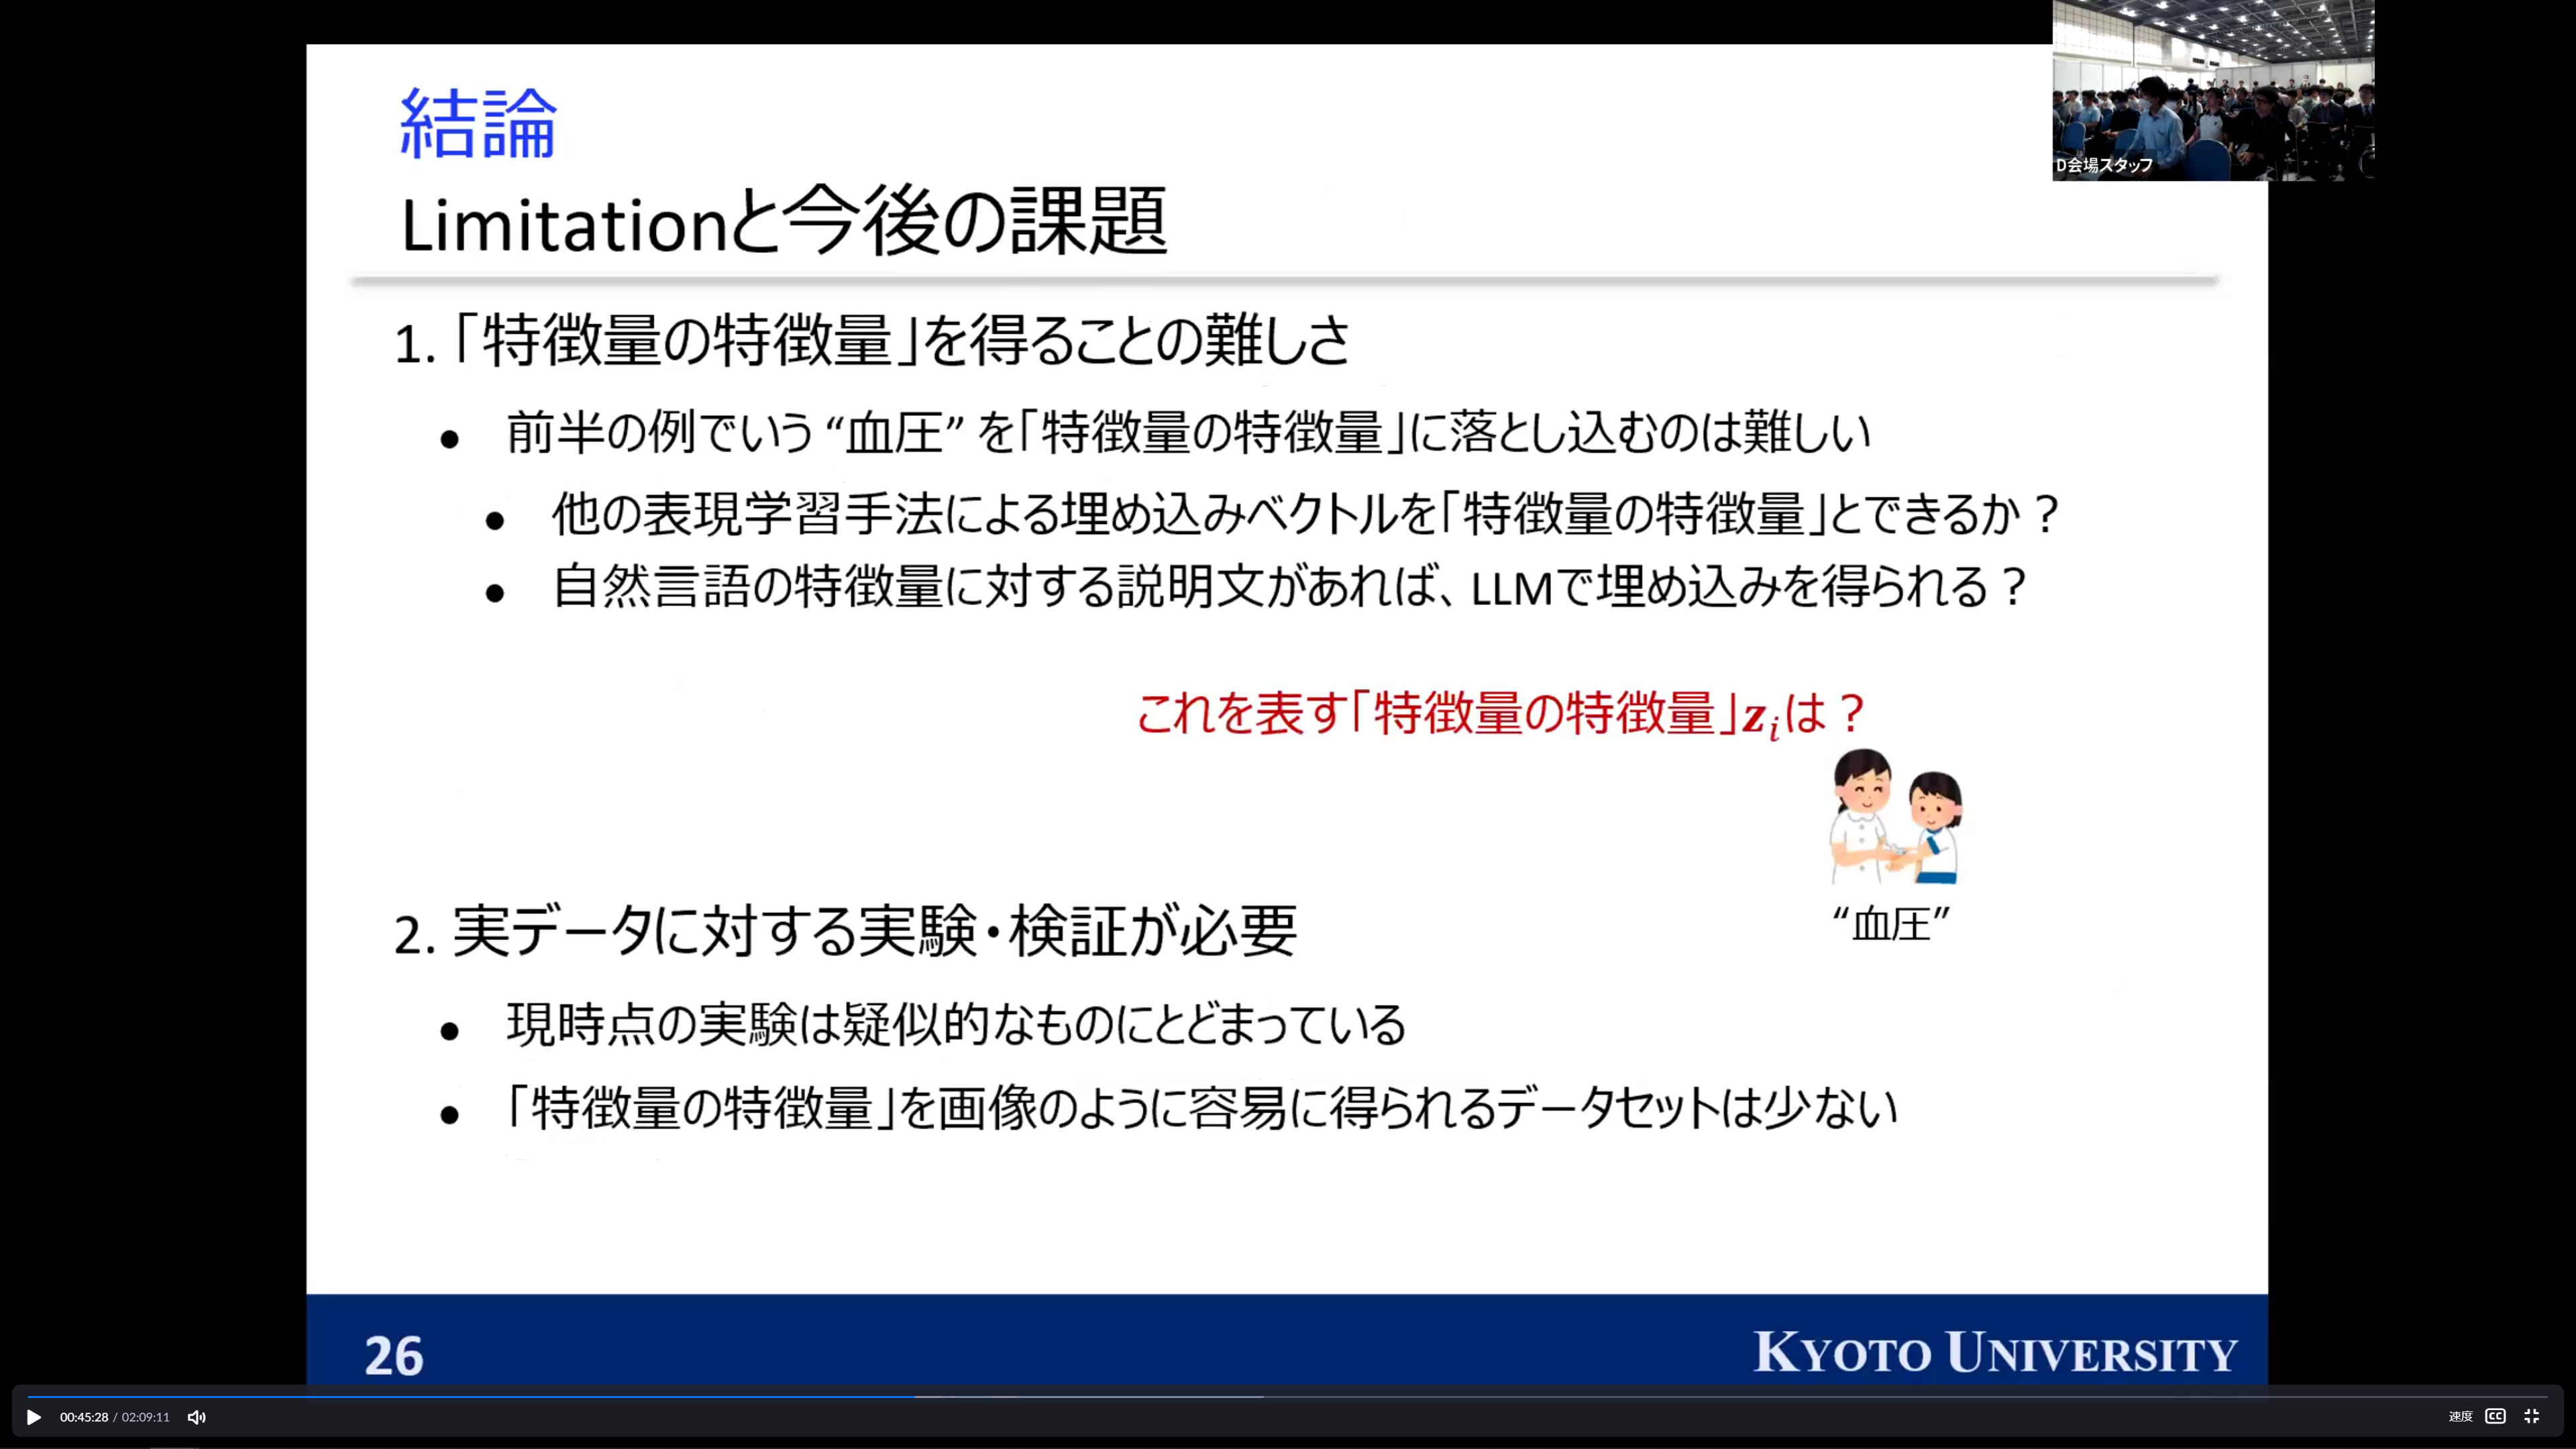 D会場スタッフ
結論
Limitationと今後の課題
1. 「特徴量の特徴量」を得ることの難しさ
● 前半の例でいう “血圧” を「特徴量の特徴量」に落とし込むのは難しい
● 他の表現学習手法による埋め込みベクトルを「特徴量の特徴量」とできるか？
● 自然言語の特徴量に対する説明文があれば、LLMで埋め込みを得られる？
これを表す「特徴量の特徴量」z_iは？
“血圧”
2. 実データに対する実験・検証が必要
● 現時点の実験は疑似的なものにとどまっている
● 「特徴量の特徴量」を画像のように容易に得られるデータセットは少ない
26
KYOTO UNIVERSITY
00:45:28 / 02:09:11
速度
CC